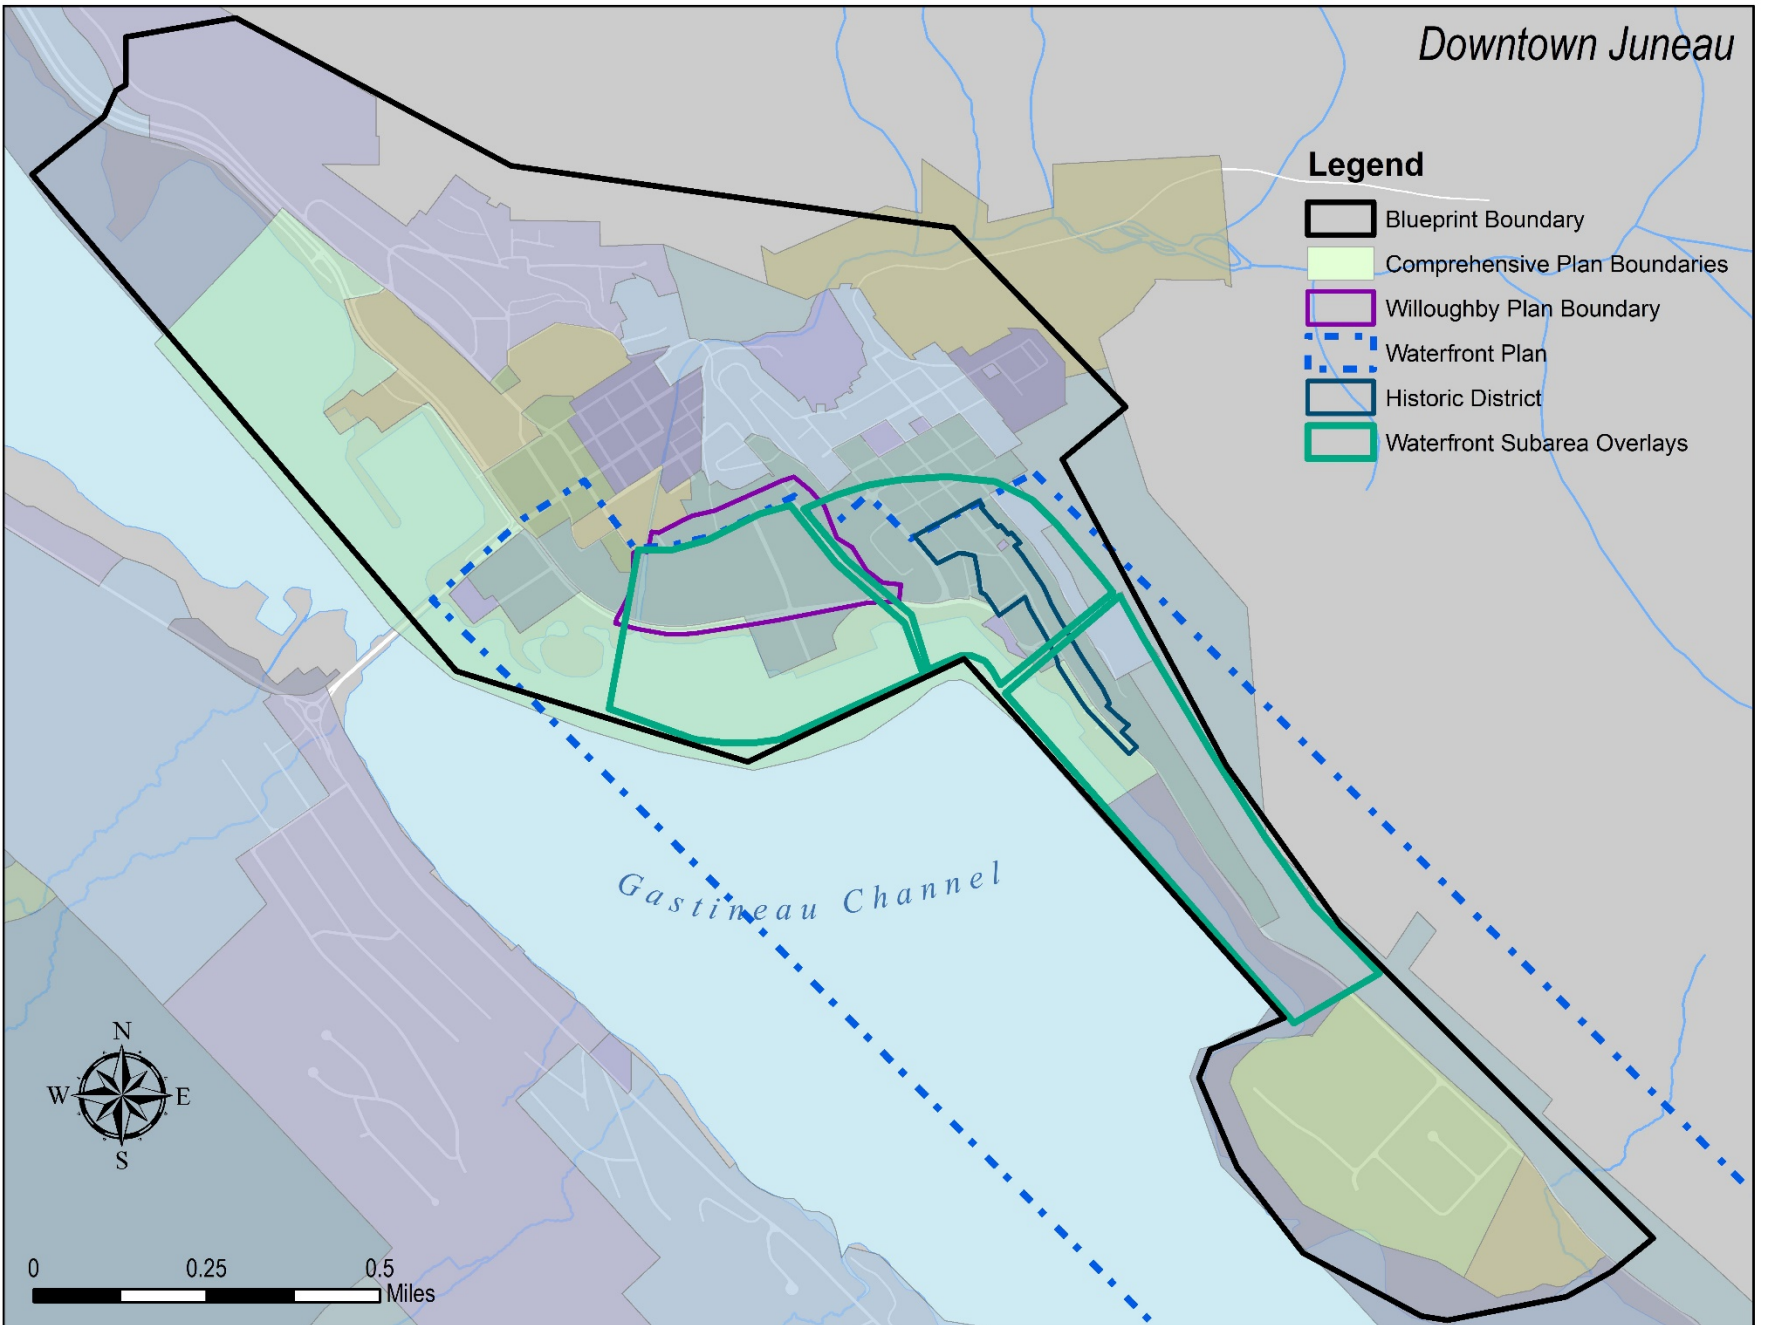 Downtown Juneau
Legend
Blueprint Boundary
Comprehensive Plan Boundaries
Willoughby Plan Boundary
Waterfront Plan
Historic District
Waterfront Subarea Overlays
Gastineau Channel
N
W E
S
0 0.25 0.5
Miles